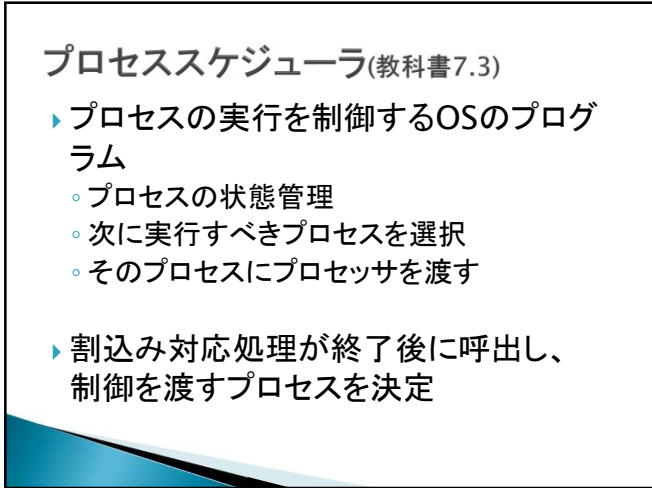 プロセススケジューラ(教科書7.3)
プロセスの実行を制御するOSのプログ
ラム
プロセスの状態管理
次に実行すべきプロセスを選択
そのプロセスにプロセッサを渡す
割込み対応処理が終了後に呼出し、
制御を渡すプロセスを決定